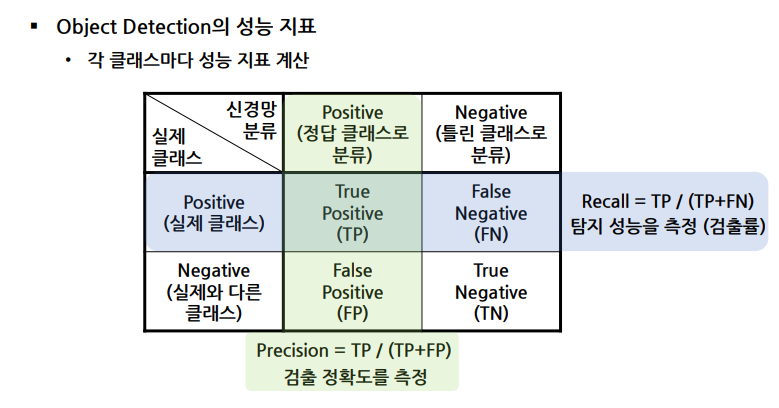 ▪ Object Detection의 성능 지표
• 각 클래스마다 성능 지표 계산
신경망
분류
실제
클래스
Positive
(정답 클래스로
분류)
Negative
(틀린 클래스로
분류)
Positive
(실제 클래스)
True
Positive
(TP)
False
Negative
(FN)
Recall = TP / (TP+FN)
탐지 성능을 측정 (검출률)
Negative
(실제와 다른
클래스)
False
Positive
(FP)
True
Negative
(TN)
Precision = TP / (TP+FP)
검출 정확도를 측정